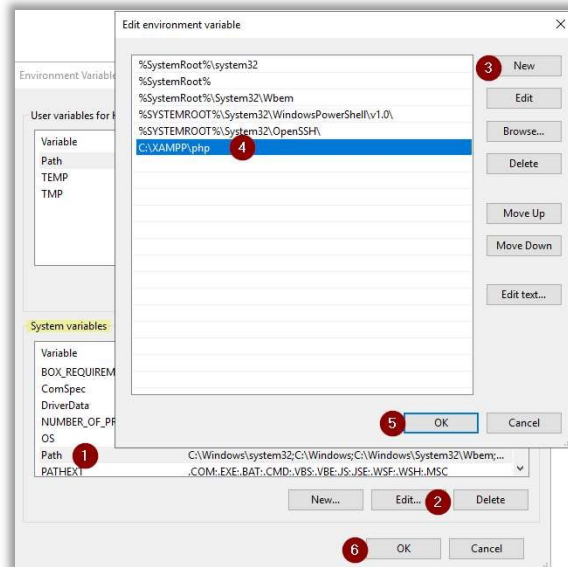 Edit environment variable
%SystemRoot%\system32
%SystemRoot%
%SystemRoot%\System32\Wbem
%SYSTEMROOT%\System32\WindowsPowerShell\v1.0\
%SYSTEMROOT%\System32\OpenSSH\
C:\XAMPP\php
4
3
New
Edit
Browse...
Delete
Move Up
Move Down
Edit text...
5
OK
Cancel
Environment Variable
User variables for
Variable
Path
TEMP
TMP
System variables
Variable
BOX_REQUIREM
ComSpec
DriverData
NUMBER_OF_PR
OS
Path 1 C:\Windows\system32;C:\Windows;C:\Windows\System32\Wbem;...
PATHEXT .COM;.EXE;.BAT;.CMD;.VBS;.VBE;.JS;.JSE;.WSF;.WSH;.MSC
New...
Edit...
2
Delete
6
OK
Cancel